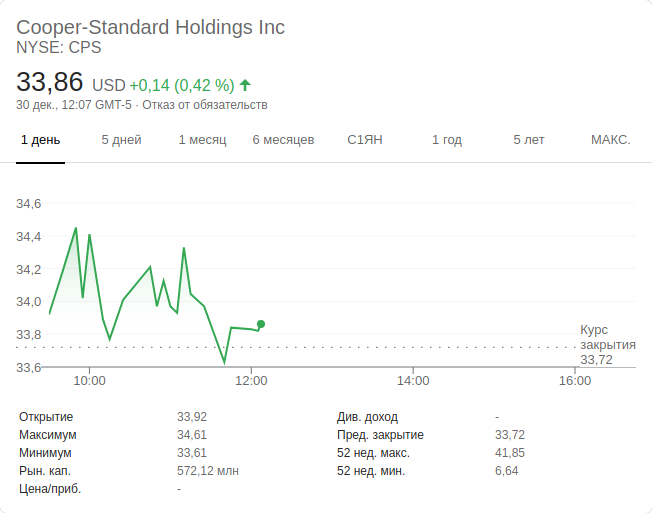 Cooper-Standard Holdings Inc
NYSE: CPS
33,86 USD +0,14 (0,42 %)
30 дек., 12:07 GMT-5 · Отказ от обязательств
1 день 5 дней 1 месяц 6 месяцев С1ЯН 1 год 5 лет МАКС.
34,6
34,4
34,2
34,0
33,8
33,6
Курс
закрытия
33,72
10:00 12:00 14:00 16:00
Открытие 33,92 Див. доход -
Максимум 34,61 Пред. закрытие 33,72
Минимум 33,61 52 нед. макс. 41,85
Рын. кап. 572,12 млн 52 нед. мин. 6,64
Цена/приб. -